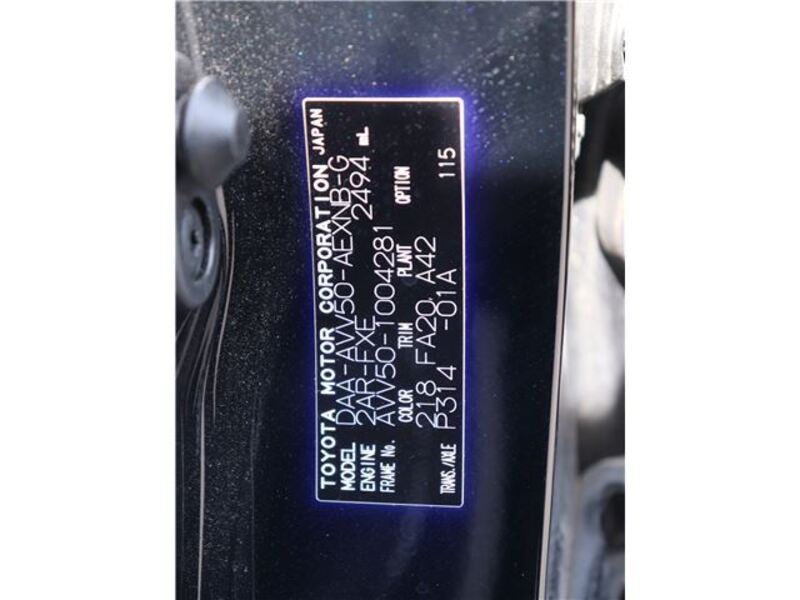 TOYOTA MOTOR CORPORATION JAPAN
MODEL DAA-AVV50-AEXNB-G
ENGINE 2AR-FXE 2494 mL
FRAME No. AVV50-1004281
COLOR TRIM PLANT OPTION
218 FA20 A42
TRANS./AXLE P314 -01A 115